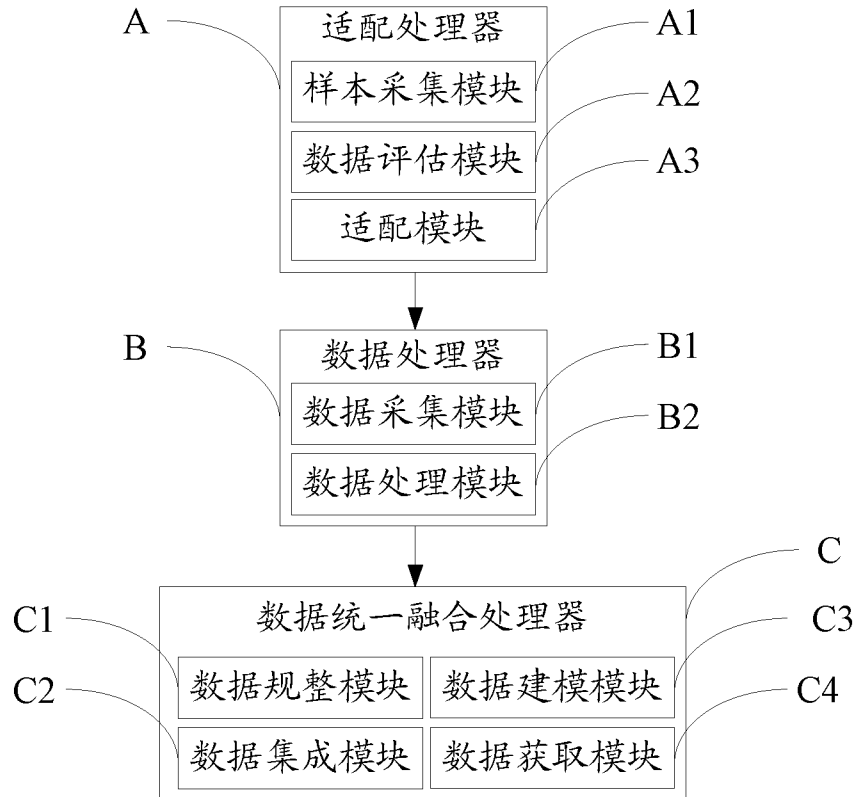 A
适配处理器
A1
样本采集模块
A2
数据评估模块
A3
适配模块
B
数据处理器
B1
数据采集模块
B2
数据处理模块
C
数据统一融合处理器
C1
C3
数据规整模块
数据建模模块
C2
C4
数据集成模块
数据获取模块